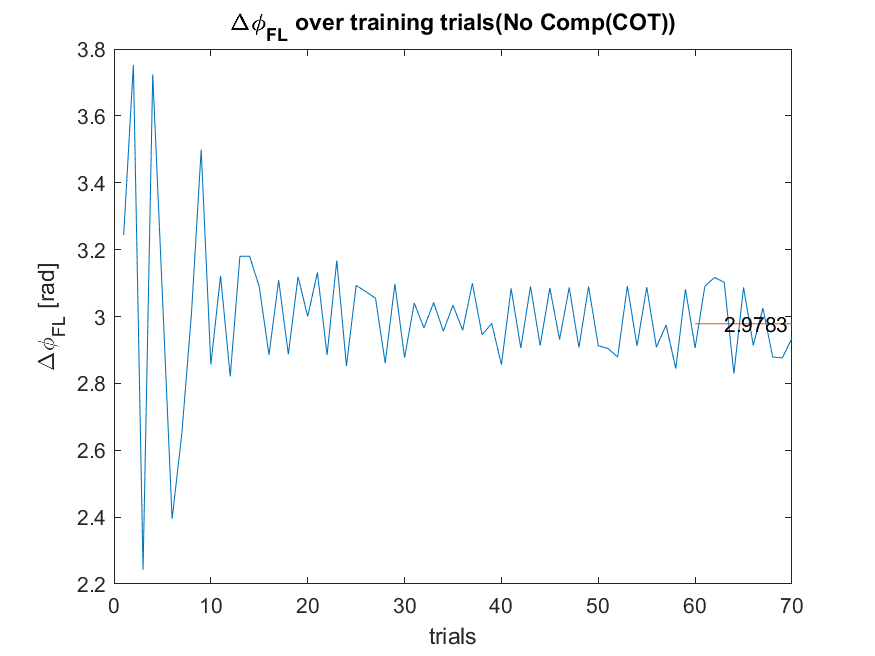 Δϕ_FL over training trials(No Comp(COT))
Δϕ_FL [rad]
3.8
3.6
3.4
3.2
3
2.8
2.6
2.4
2.2
2.9783
0 10 20 30 40 50 60 70
trials